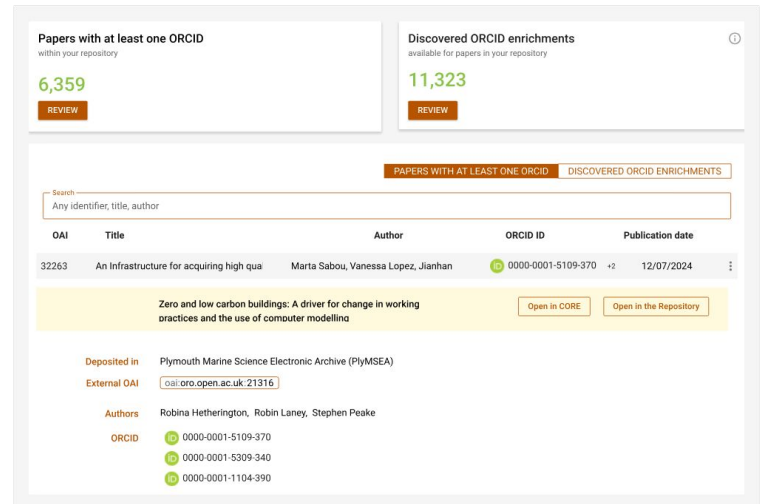 Papers with at least one ORCID
within your repository
6,359
REVIEW
Discovered ORCID enrichments
available for papers in your repository
11,323
REVIEW
PAPERS WITH AT LEAST ONE ORCID DISCOVERED ORCID ENRICHMENTS
Search
Any identifier, title, author
OAI Title Author ORCID ID Publication date
32263 An Infrastructure for acquiring high qua Marta Sabou, Vanessa Lopez, Jianhan iD 0000-0001-5109-370 +2 12/07/2024
Zero and low carbon buildings: A driver for change in working
practices and the use of computer modelling
Open in CORE Open in the Repository
Deposited in Plymouth Marine Science Electronic Archive (PlyMSEA)
External OAI oai:oro.open.ac.uk:21316
Authors Robina Hetherington, Robin Laney, Stephen Peake
ORCID iD 0000-0001-5109-370
iD 0000-0001-5309-340
iD 0000-0001-1104-390